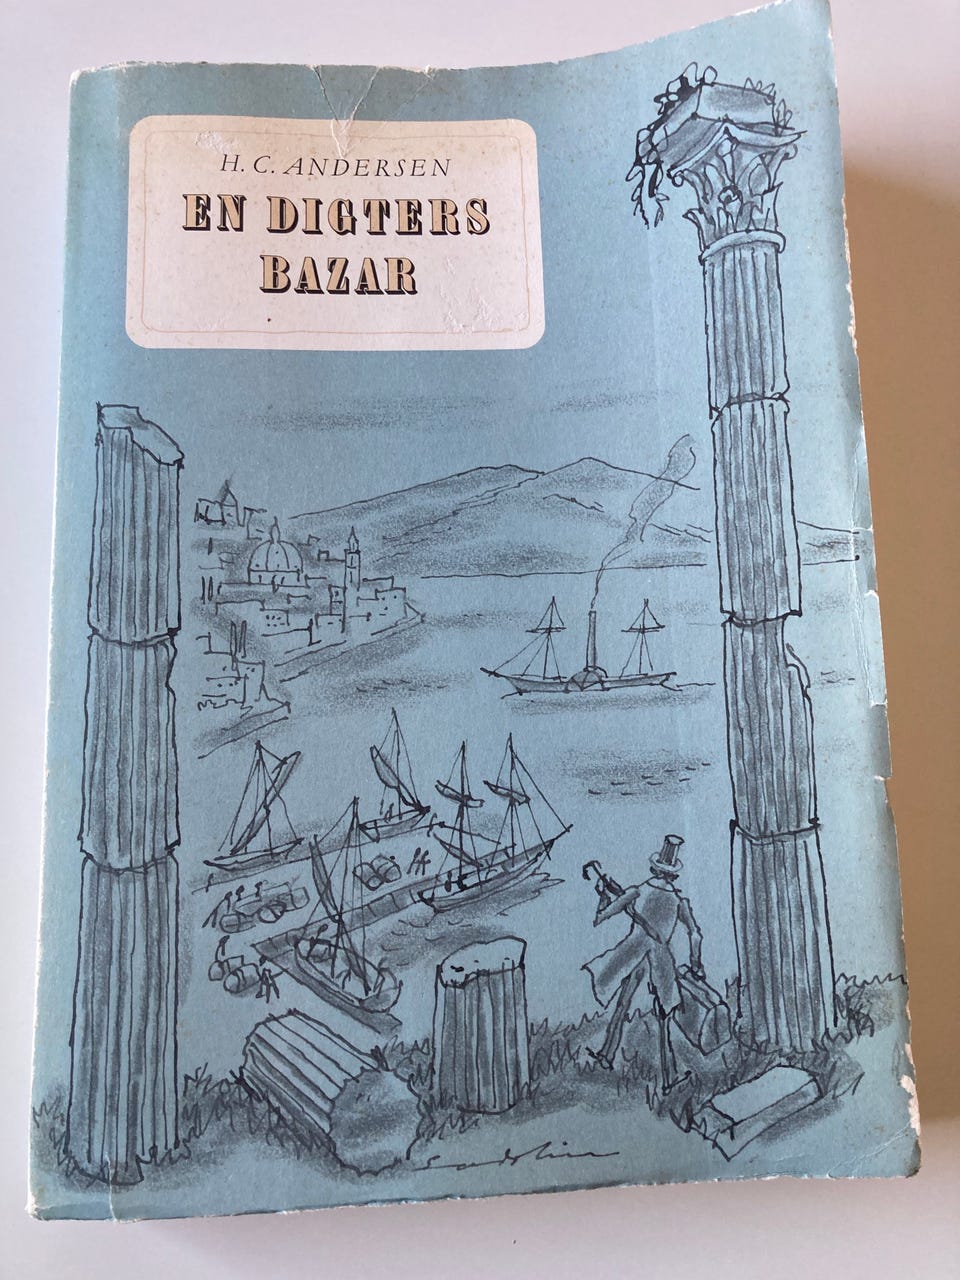 H. C. ANDERSEN
EN DIGTERS
BAZAR